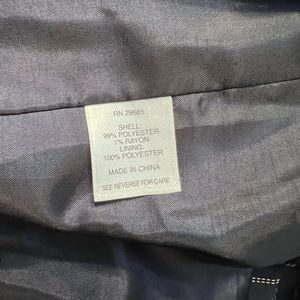 RN 29685
SHELL:
99% POLYESTER
1% RAYON
LINING:
100% POLYESTER
MADE IN CHINA
SEE REVERSE FOR CARE